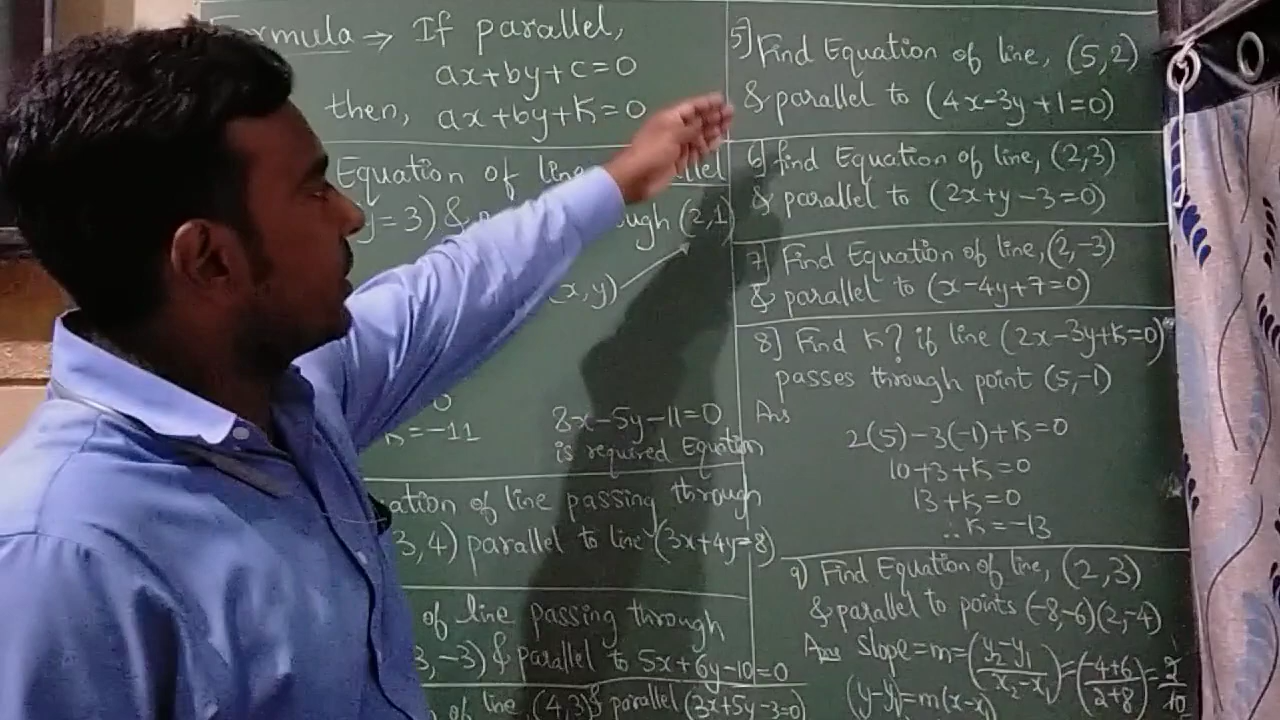 Formula ⇒ If parallel,
ax+by+c=0
then, ax+by+K=0
Equation of line parallel
y=3) & through (2,1)
x,y)
0
K=-11
8x-5y-11=0
is required Equation
ation of line passing through
3,4) parallel to line (3x+4y=8)
of line passing through
3,-3) & parallel to 5x+6y-10=0
of line, (4,3) & parallel (3x+5y-3=0)
5] Find Equation of line, (5,2)
& parallel to (4x-3y+1=0)
6] find Equation of line, (2,3)
& parallel to (2x+y-3=0)
7] Find Equation of line, (2,-3)
& parallel to (x-4y+7=0)
8] Find K? if line (2x-3y+K=0)
passes through point (5,-1)
Ans
2(5)-3(-1)+K=0
10+3+K=0
13+K=0
∴ K=-13
9) Find Equation of line, (2,3)
& parallel to points (-8,-6)(2,-4)
Ans Slope=m=(y₂-y₁/x₂-x₁)=(-4+6/2+8)=2/10
(y-y₁)=m(x-x₁)